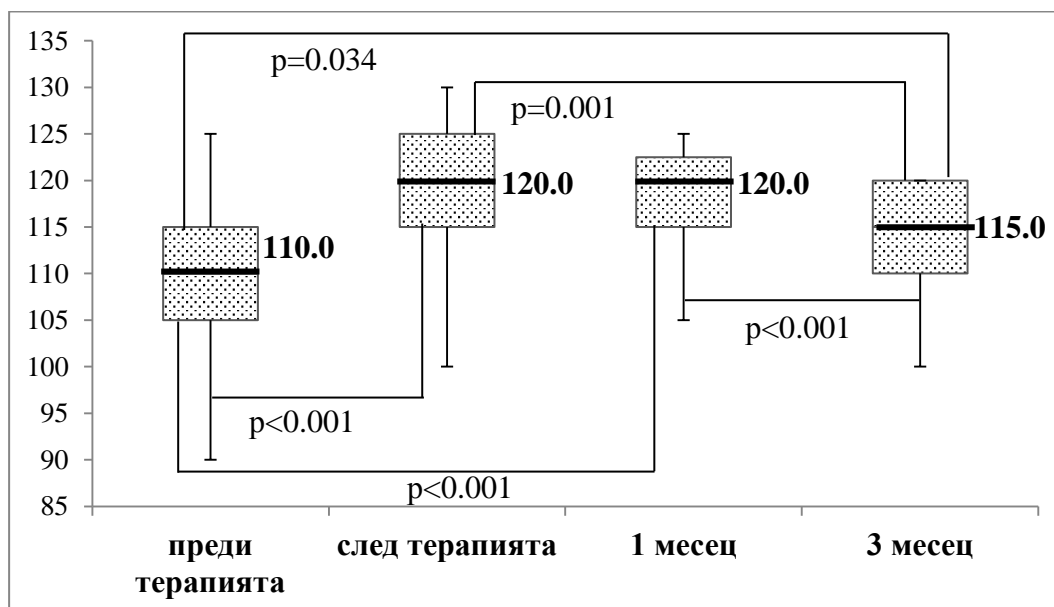 135
130
125
120
115
110
105
100
95
90
85
p=0.034
p=0.001
120.0
120.0
110.0
115.0
p<0.001
p<0.001
p<0.001
преди
терапията
след терапията
1 месец
3 месец